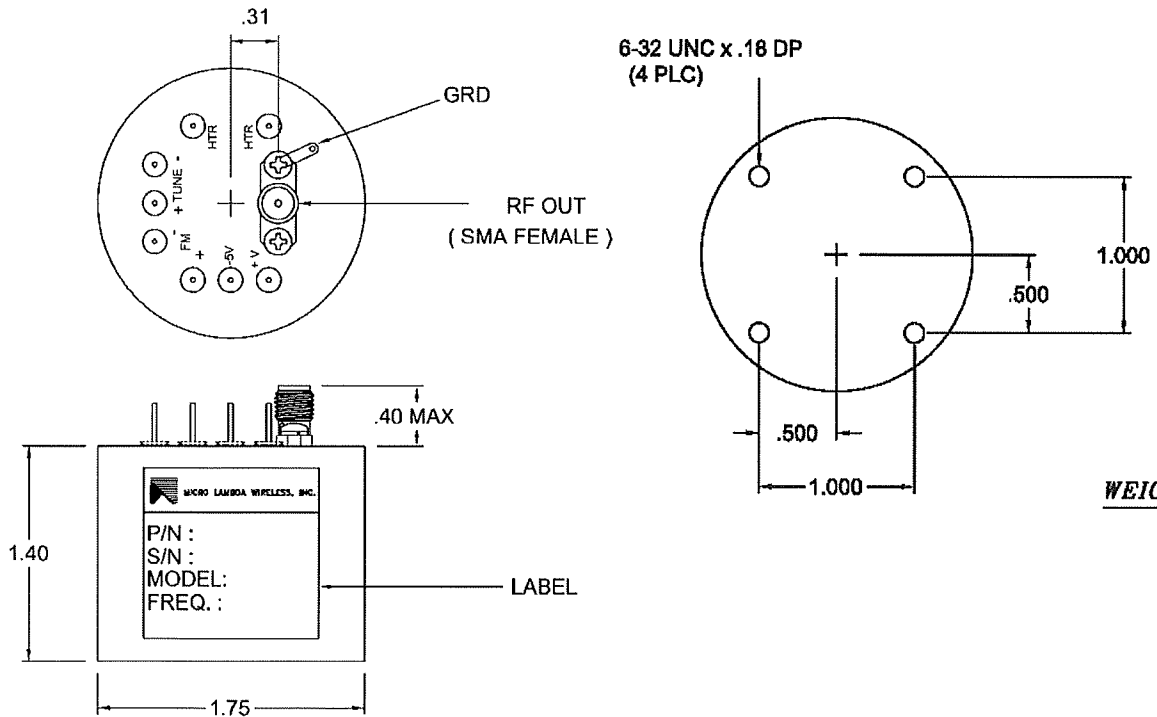 .31
GRD
HTR
HTR
TUNE
-
+
-
FM
+
-5V
+ V
RF OUT
( SMA FEMALE )
6-32 UNC x .18 DP
(4 PLC)
1.000
.500
.500
1.000
.40 MAX
MICRO LAMBDA WIRELESS, INC.
P/N :
S/N :
MODEL:
FREQ. :
LABEL
1.40
1.75